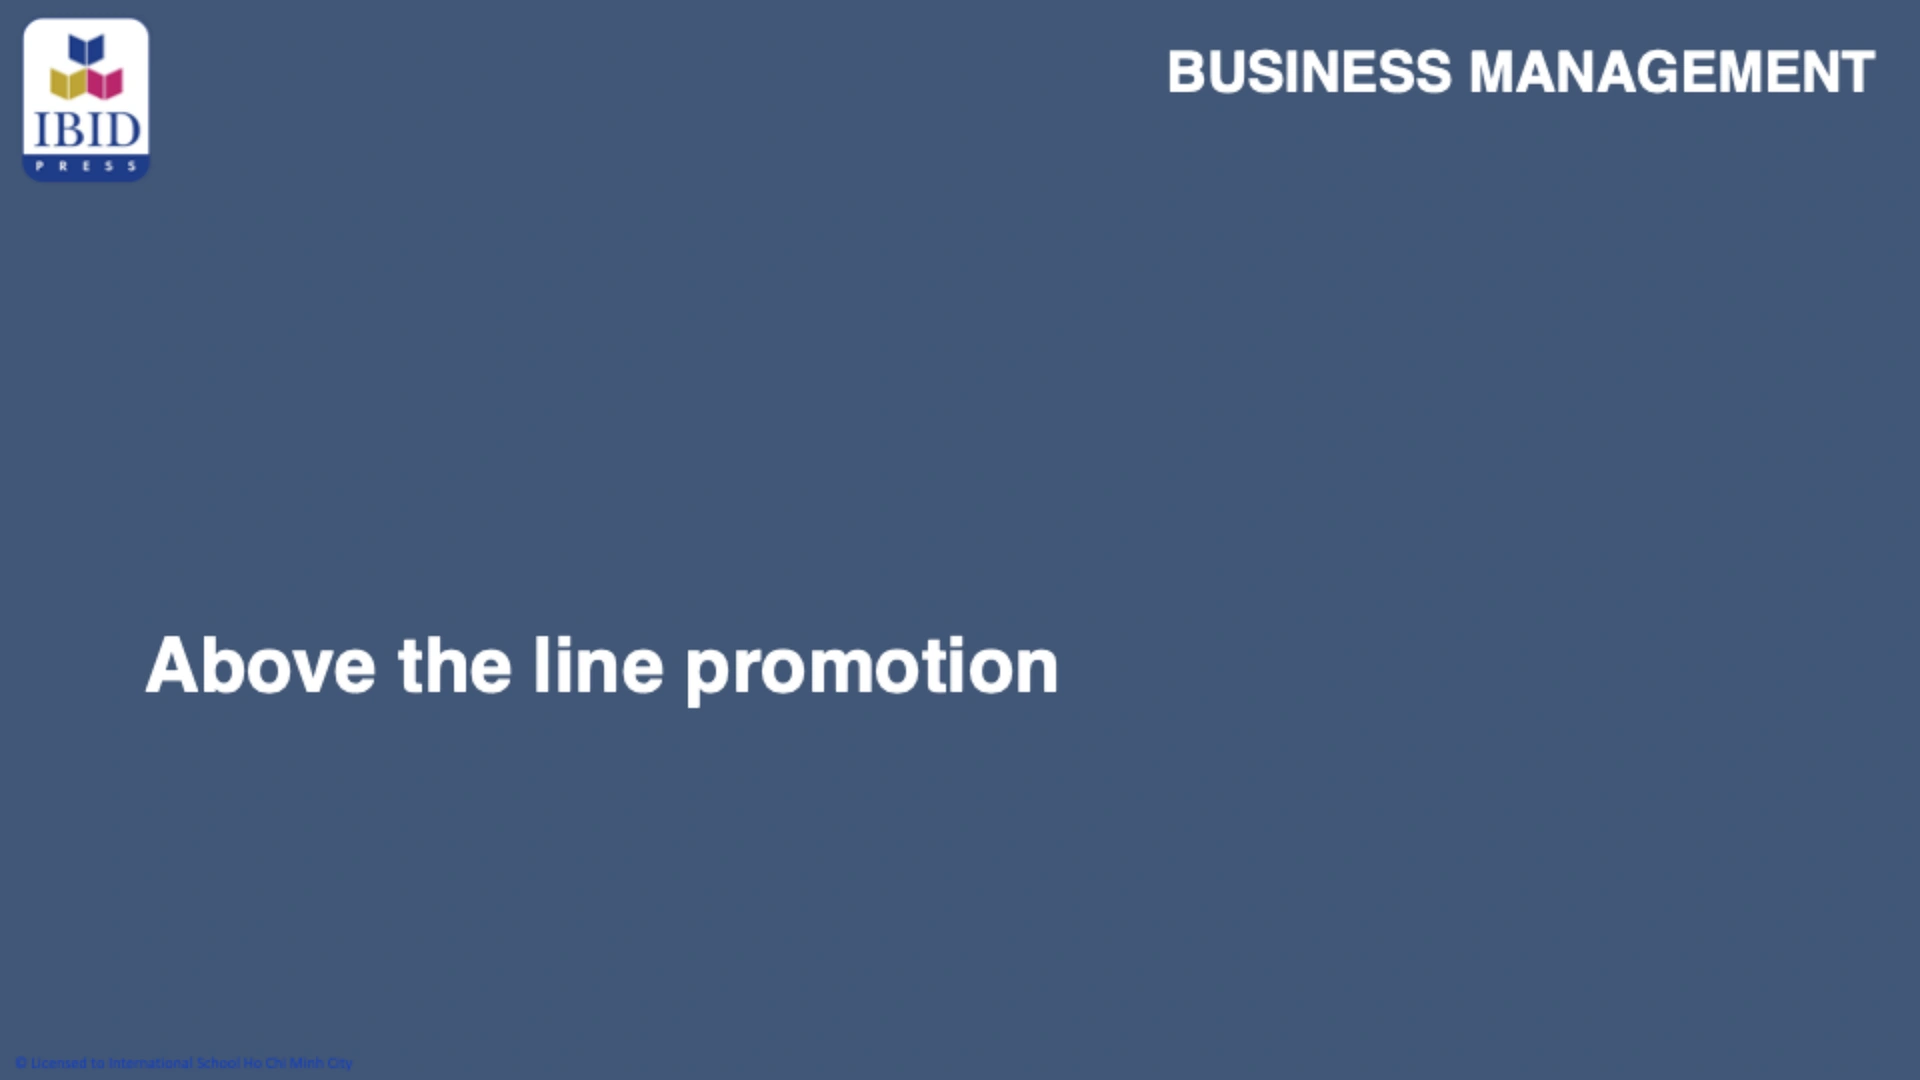 IBID
PRESS
BUSINESS MANAGEMENT
Above the line promotion
© Licensed to International School Ho Chi Minh City